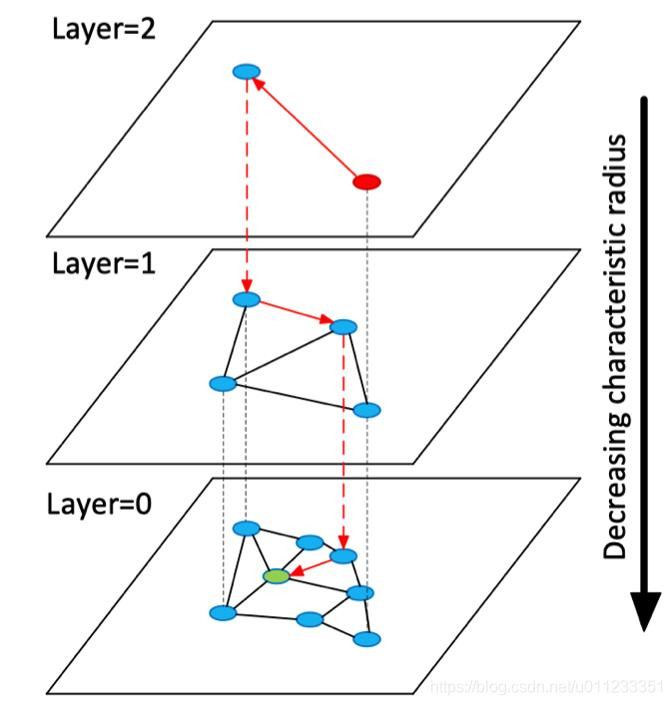 Layer=2
Layer=1
Layer=0
Decreasing characteristic radius
https://blog.csdn.net/u011233351